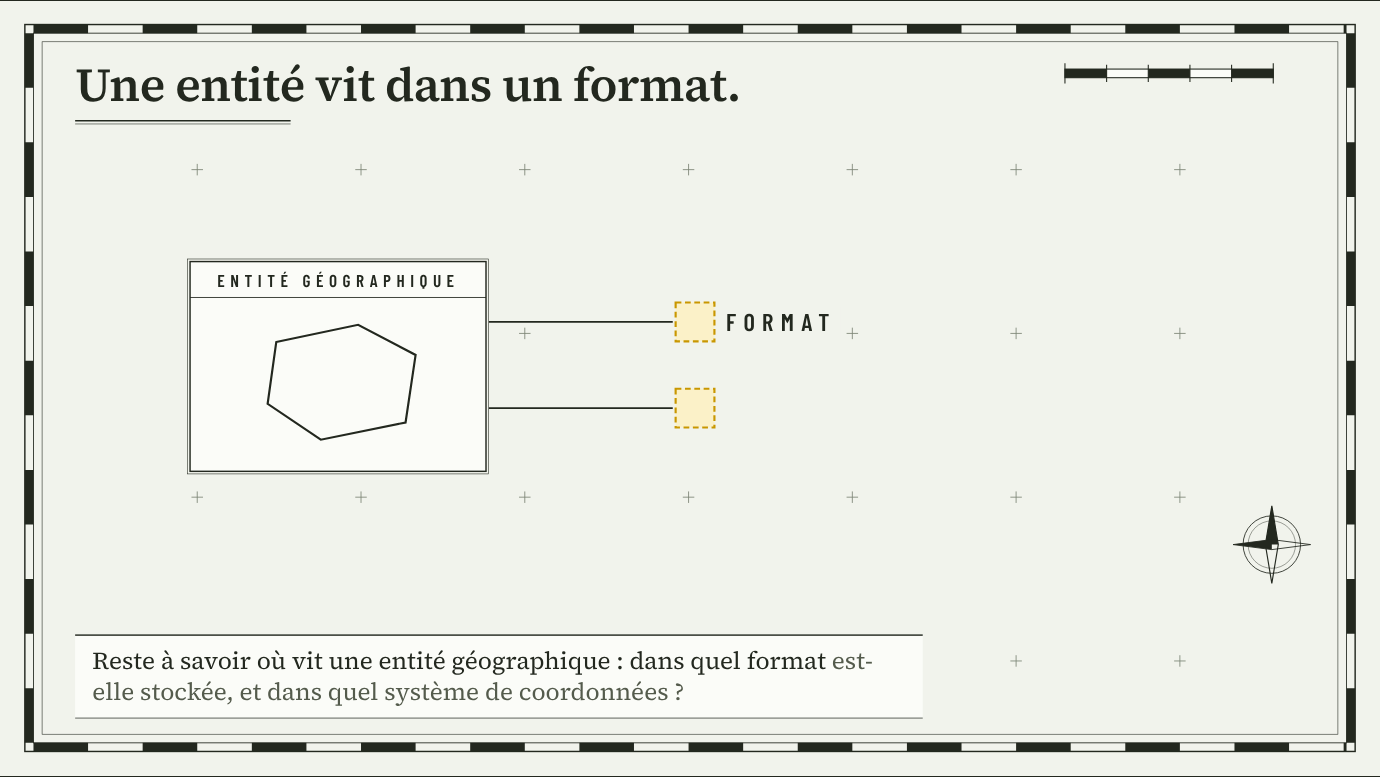 Une entité vit dans un format.
ENTITÉ GÉOGRAPHIQUE
FORMAT
Reste à savoir où vit une entité géographique : dans quel format est-
elle stockée, et dans quel système de coordonnées ?